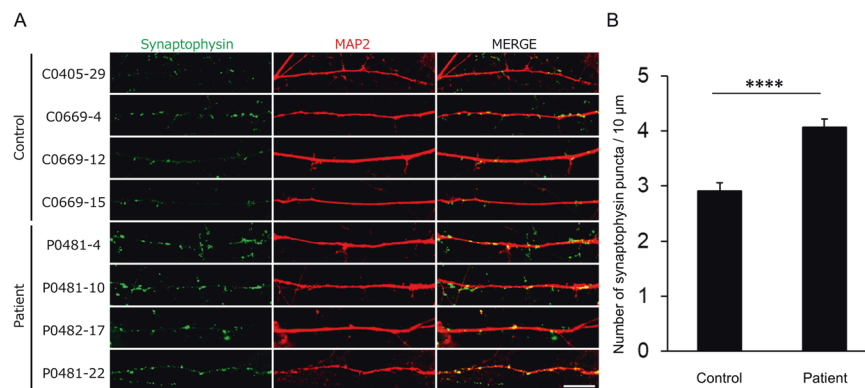 A
Synaptophysin MAP2 MERGE
Control
C0405-29
C0669-4
C0669-12
C0669-15
Patient
P0481-4
P0481-10
P0482-17
P0481-22
B
Number of synaptophysin puncta / 10 µm
5
4
3
2
1
0
****
Control Patient